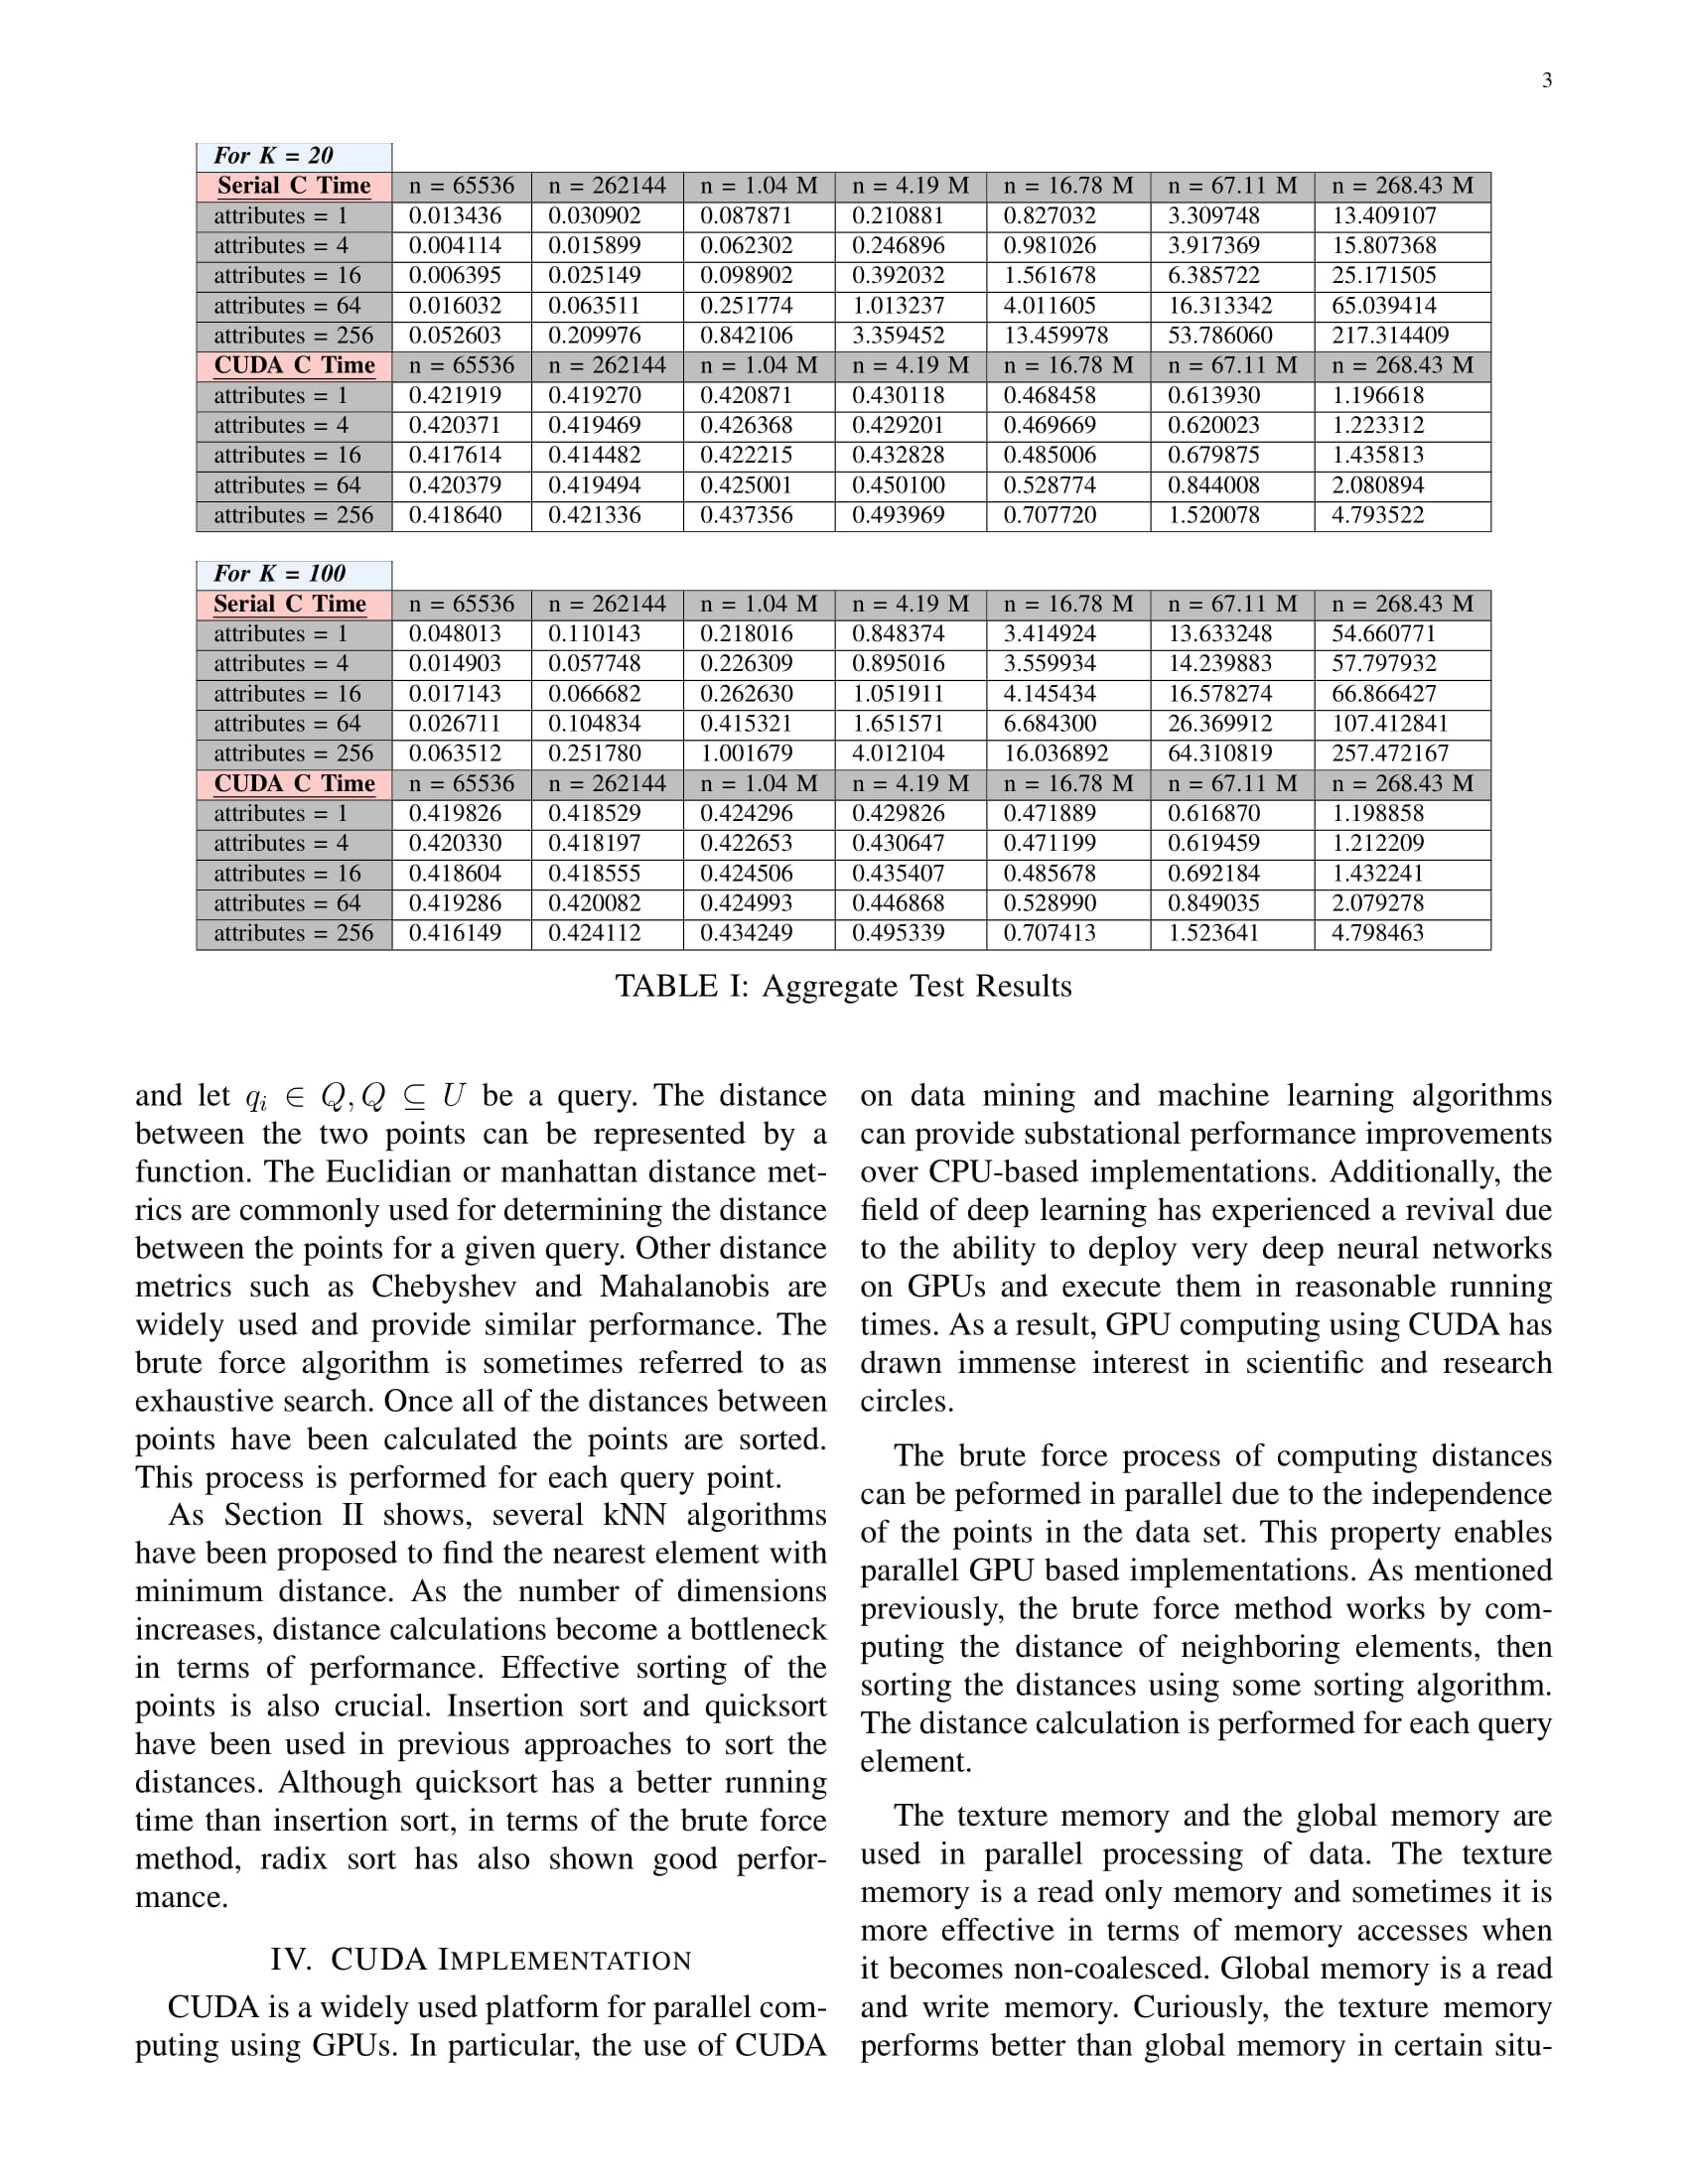 3
For K = 20
Serial C Time n = 65536 n = 262144 n = 1.04 M n = 4.19 M n = 16.78 M n = 67.11 M n = 268.43 M
attributes = 1 0.013436 0.030902 0.087871 0.210881 0.827032 3.309748 13.409107
attributes = 4 0.004114 0.015899 0.062302 0.246896 0.981026 3.917369 15.807368
attributes = 16 0.006395 0.025149 0.098902 0.392032 1.561678 6.385722 25.171505
attributes = 64 0.016032 0.063511 0.251774 1.013237 4.011605 16.313342 65.039414
attributes = 256 0.052603 0.209976 0.842106 3.359452 13.459978 53.786060 217.314409
CUDA C Time n = 65536 n = 262144 n = 1.04 M n = 4.19 M n = 16.78 M n = 67.11 M n = 268.43 M
attributes = 1 0.421919 0.419270 0.420871 0.430118 0.468458 0.613930 1.196618
attributes = 4 0.420371 0.419469 0.426368 0.429201 0.469669 0.620023 1.223312
attributes = 16 0.417614 0.414482 0.422215 0.432828 0.485006 0.679875 1.435813
attributes = 64 0.420379 0.419494 0.425001 0.450100 0.528774 0.844008 2.080894
attributes = 256 0.418640 0.421336 0.437356 0.493969 0.707720 1.520078 4.793522
For K = 100
Serial C Time n = 65536 n = 262144 n = 1.04 M n = 4.19 M n = 16.78 M n = 67.11 M n = 268.43 M
attributes = 1 0.048013 0.110143 0.218016 0.848374 3.414924 13.633248 54.660771
attributes = 4 0.014903 0.057748 0.226309 0.895016 3.559934 14.239883 57.797932
attributes = 16 0.017143 0.066682 0.262630 1.051911 4.145434 16.578274 66.866427
attributes = 64 0.026711 0.104834 0.415321 1.651571 6.684300 26.369912 107.412841
attributes = 256 0.063512 0.251780 1.001679 4.012104 16.036892 64.310819 257.472167
CUDA C Time n = 65536 n = 262144 n = 1.04 M n = 4.19 M n = 16.78 M n = 67.11 M n = 268.43 M
attributes = 1 0.419826 0.418529 0.424296 0.429826 0.471889 0.616870 1.198858
attributes = 4 0.420330 0.418197 0.422653 0.430647 0.471199 0.619459 1.212209
attributes = 16 0.418604 0.418555 0.424506 0.435407 0.485678 0.692184 1.432241
attributes = 64 0.419286 0.420082 0.424993 0.446868 0.528990 0.849035 2.079278
attributes = 256 0.416149 0.424112 0.434249 0.495339 0.707413 1.523641 4.798463
TABLE I: Aggregate Test Results
and let qᵢ ∈ Q, Q ⊆ U be a query. The distance
between the two points can be represented by a
function. The Euclidian or manhattan distance met-
rics are commonly used for determining the distance
between the points for a given query. Other distance
metrics such as Chebyshev and Mahalanobis are
widely used and provide similar performance. The
brute force algorithm is sometimes referred to as
exhaustive search. Once all of the distances between
points have been calculated the points are sorted.
This process is performed for each query point.
As Section II shows, several kNN algorithms
have been proposed to find the nearest element with
minimum distance. As the number of dimensions
increases, distance calculations become a bottleneck
in terms of performance. Effective sorting of the
points is also crucial. Insertion sort and quicksort
have been used in previous approaches to sort the
distances. Although quicksort has a better running
time than insertion sort, in terms of the brute force
method, radix sort has also shown good perfor-
mance.
IV. CUDA IMPLEMENTATION
CUDA is a widely used platform for parallel com-
puting using GPUs. In particular, the use of CUDA
on data mining and machine learning algorithms
can provide substational performance improvements
over CPU-based implementations. Additionally, the
field of deep learning has experienced a revival due
to the ability to deploy very deep neural networks
on GPUs and execute them in reasonable running
times. As a result, GPU computing using CUDA has
drawn immense interest in scientific and research
circles.
The brute force process of computing distances
can be peformed in parallel due to the independence
of the points in the data set. This property enables
parallel GPU based implementations. As mentioned
previously, the brute force method works by com-
puting the distance of neighboring elements, then
sorting the distances using some sorting algorithm.
The distance calculation is performed for each query
element.
The texture memory and the global memory are
used in parallel processing of data. The texture
memory is a read only memory and sometimes it is
more effective in terms of memory accesses when
it becomes non-coalesced. Global memory is a read
and write memory. Curiously, the texture memory
performs better than global memory in certain situ-